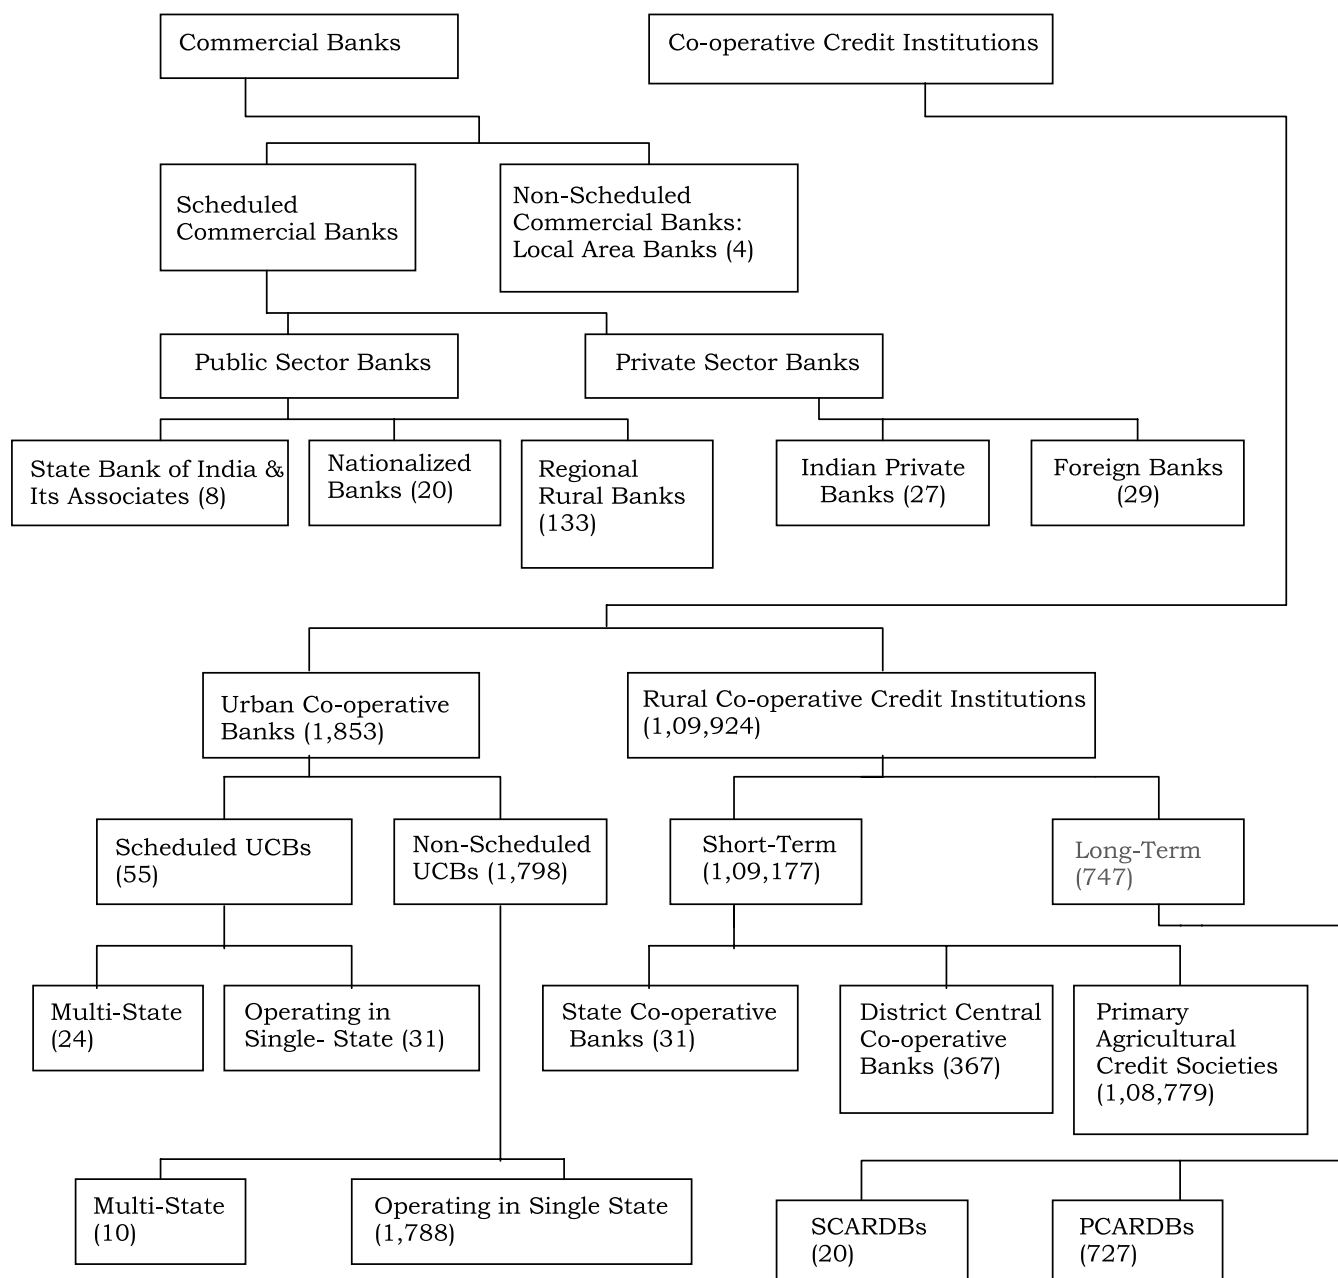 Commercial Banks
Co-operative Credit Institutions
Scheduled
Commercial Banks
Non-Scheduled
Commercial Banks:
Local Area Banks (4)
Public Sector Banks
Private Sector Banks
State Bank of India &
Its Associates (8)
Nationalized
Banks (20)
Regional
Rural Banks
(133)
Indian Private
Banks (27)
Foreign Banks
(29)
Urban Co-operative
Banks (1,853)
Rural Co-operative Credit Institutions
(1,09,924)
Scheduled UCBs
(55)
Non-Scheduled
UCBs (1,798)
Short-Term
(1,09,177)
Long-Term
(747)
Multi-State
(24)
Operating in
Single- State (31)
State Co-operative
Banks (31)
District Central
Co-operative
Banks (367)
Primary
Agricultural
Credit Societies
(1,08,779)
Multi-State
(10)
Operating in Single State
(1,788)
SCARDBs
(20)
PCARDBs
(727)